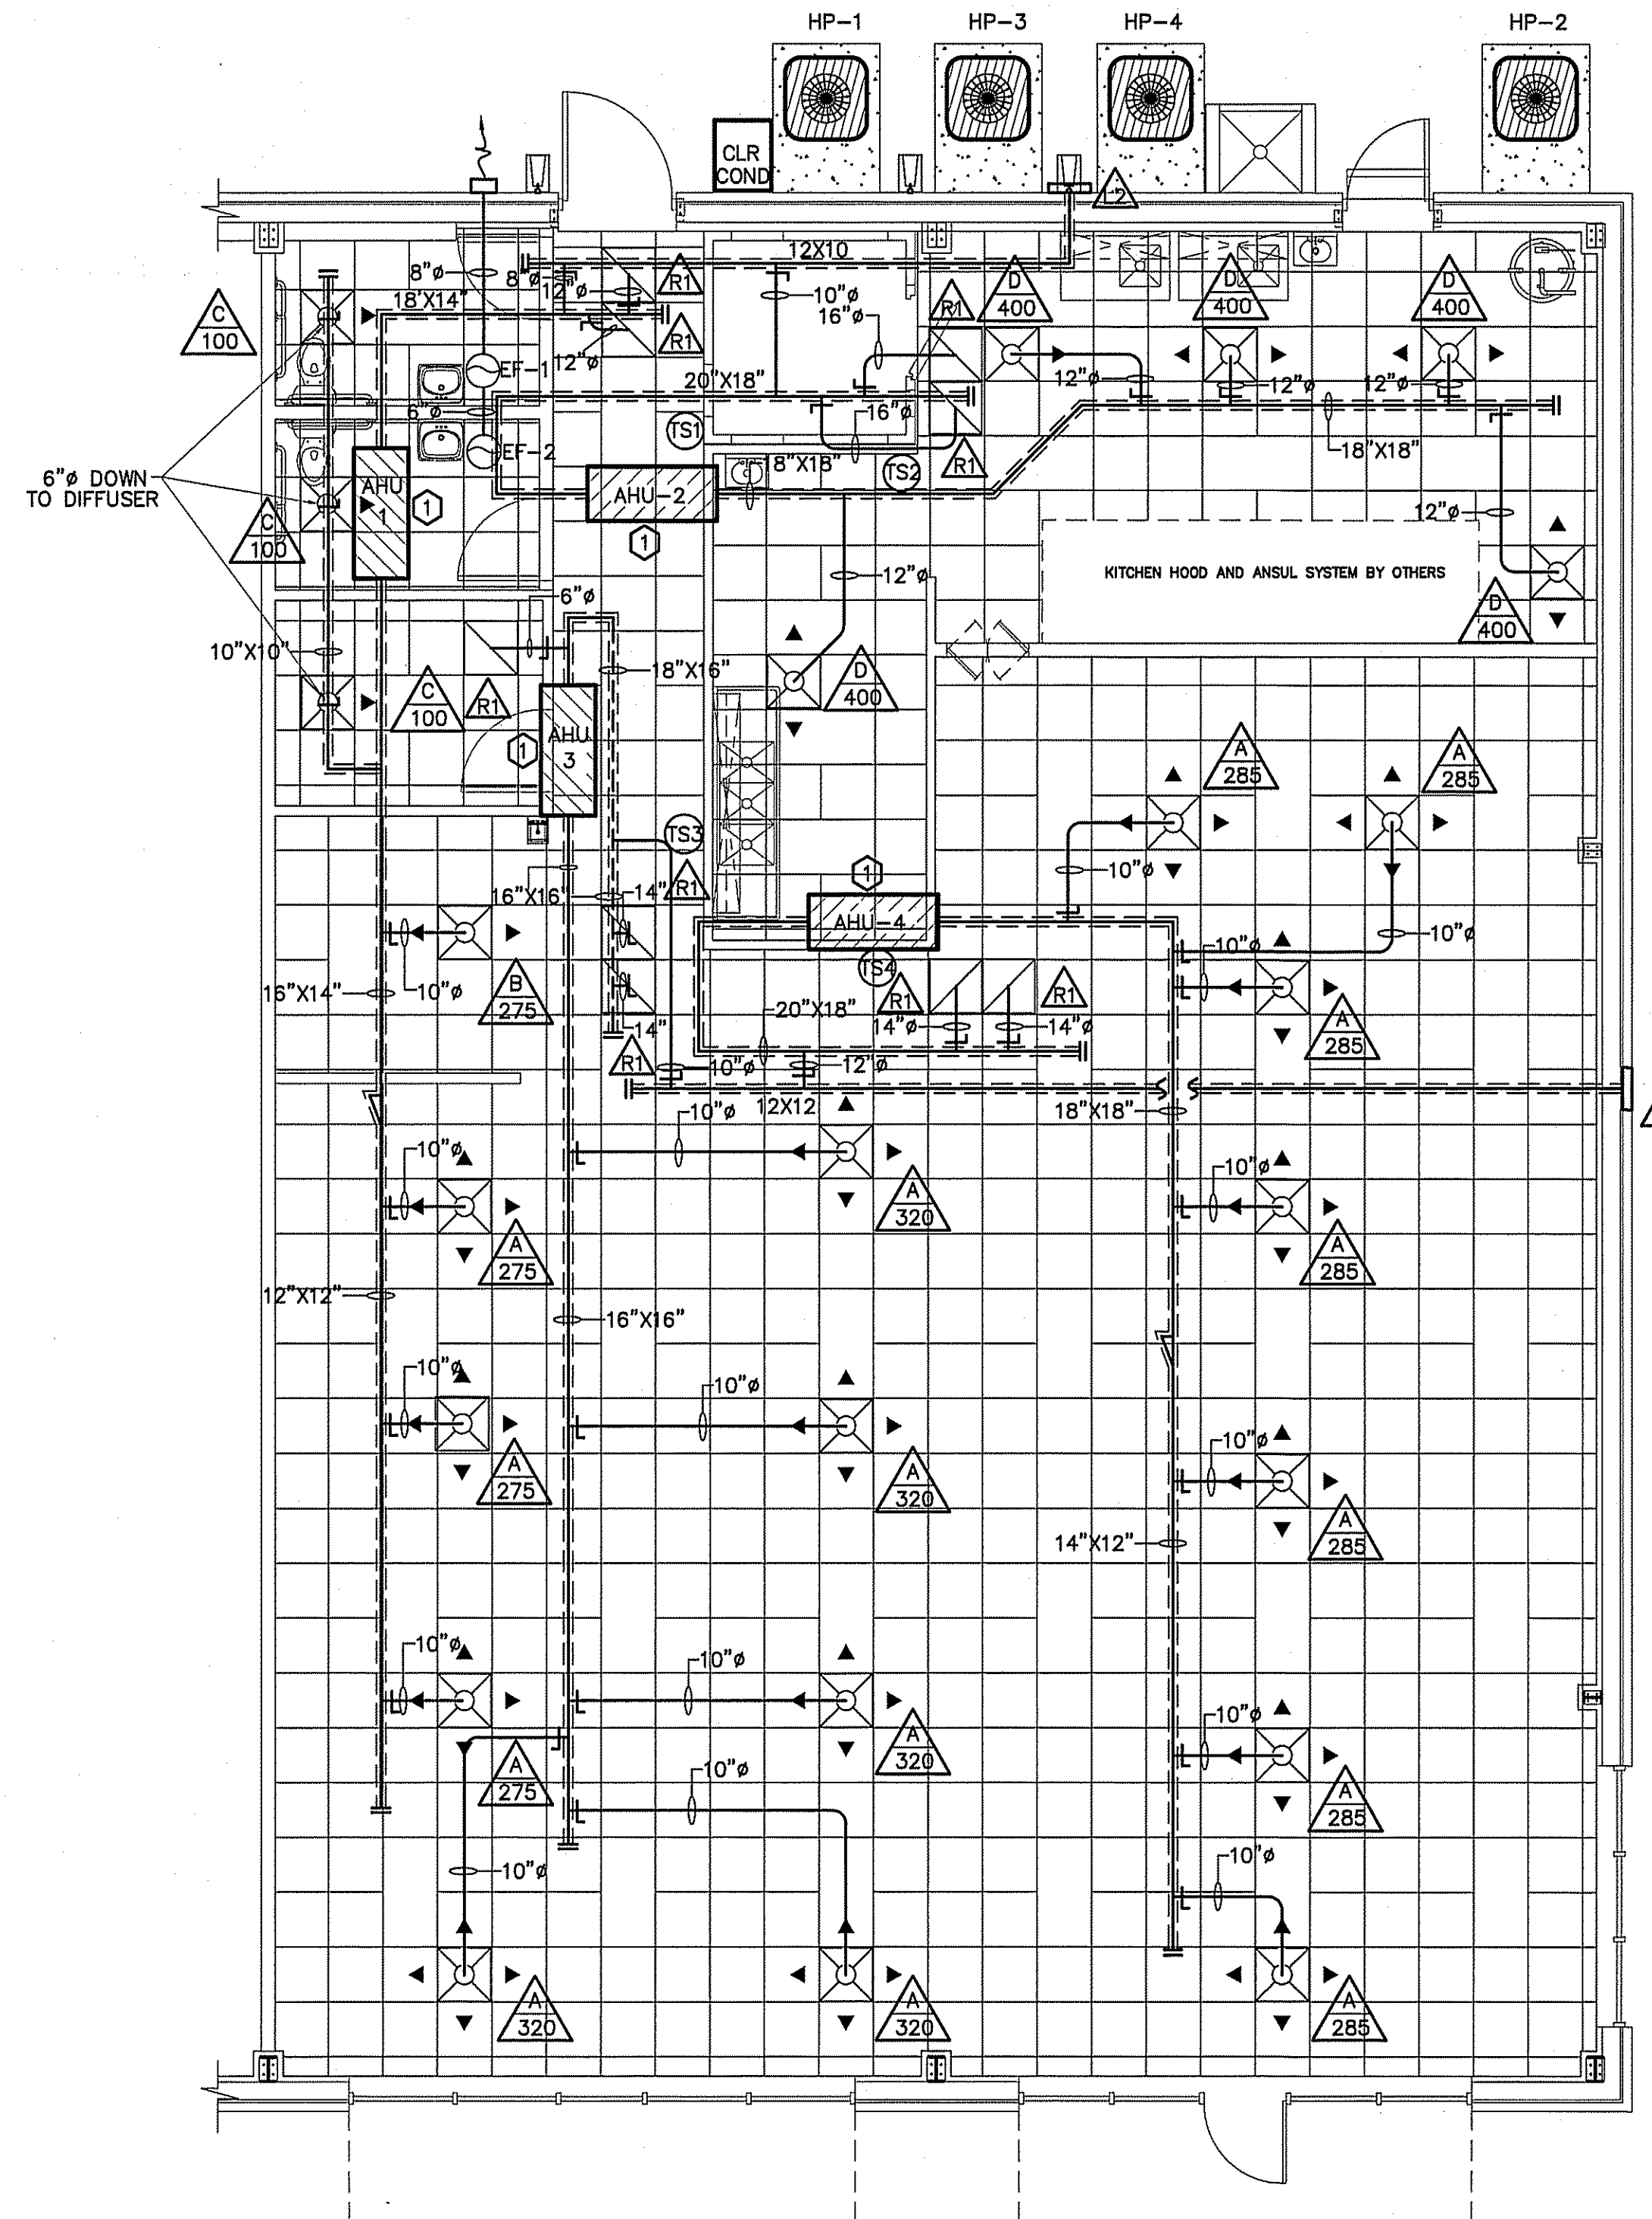 HP-1
HP-3
HP-4
HP-2
CLR
COND
L2
12X10
8"ø
8"ø
12"ø
R1
10"ø
16"ø
R1
D
400
D
400
D
400
18'X14"
C
100
R1
12"ø
EF-1
20"X18"
12"ø
12"ø
12"ø
6"ø
TS1
16"ø
EF-2
R1
18"X18"
8"X18"
TS2
6"ø DOWN
TO DIFFUSER
AHU
1
1
AHU-2
12"ø
C
100
1
KITCHEN HOOD AND ANSUL SYSTEM BY OTHERS
12"ø
6"ø
D
400
10"X10"
18"X16"
C
100
R1
D
400
1
AHU
3
A
285
A
285
TS3
16"X16"
14"
R1
1
10"ø
AHU-4
10"ø
10"ø
TS4
B
275
16"X14"
10"ø
R1
R1
20"X18"
14"ø
14"ø
14"
A
285
R1
10"ø
12"ø
12X12
18"X18"
10"ø
10"ø
10"ø
A
320
A
275
A
285
12"X12"
16"X16"
10"ø
10"ø
10"ø
A
275
A
320
A
285
14"X12"
10"ø
10"ø
10"ø
A
275
A
320
10"ø
A
285
10"ø
10"ø
A
320
A
320
A
285